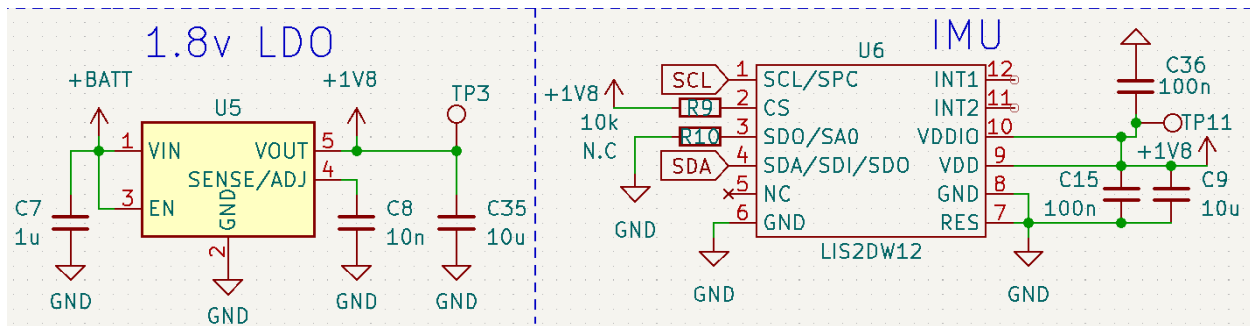 1.8v LDO
+BATT
+1V8
TP3
U5
1 VIN
VOUT 5
SENSE/ADJ 4
3 EN
GND
2
C7
1u
C8
10n
C35
10u
GND
GND
GND
GND
IMU
U6
SCL 1 SCL/SPC
INT1 12
+1V8 R9 2 CS
INT2 11
10k
R10 3 SDO/SA0
VDDIO 10
N.C
SDA 4 SDA/SDI/SDO
VDD 9
5 NC
GND 8
6 GND
RES 7
LIS2DW12
C36
100n
TP11
+1V8
C15
100n
C9
10u
GND
GND
GND